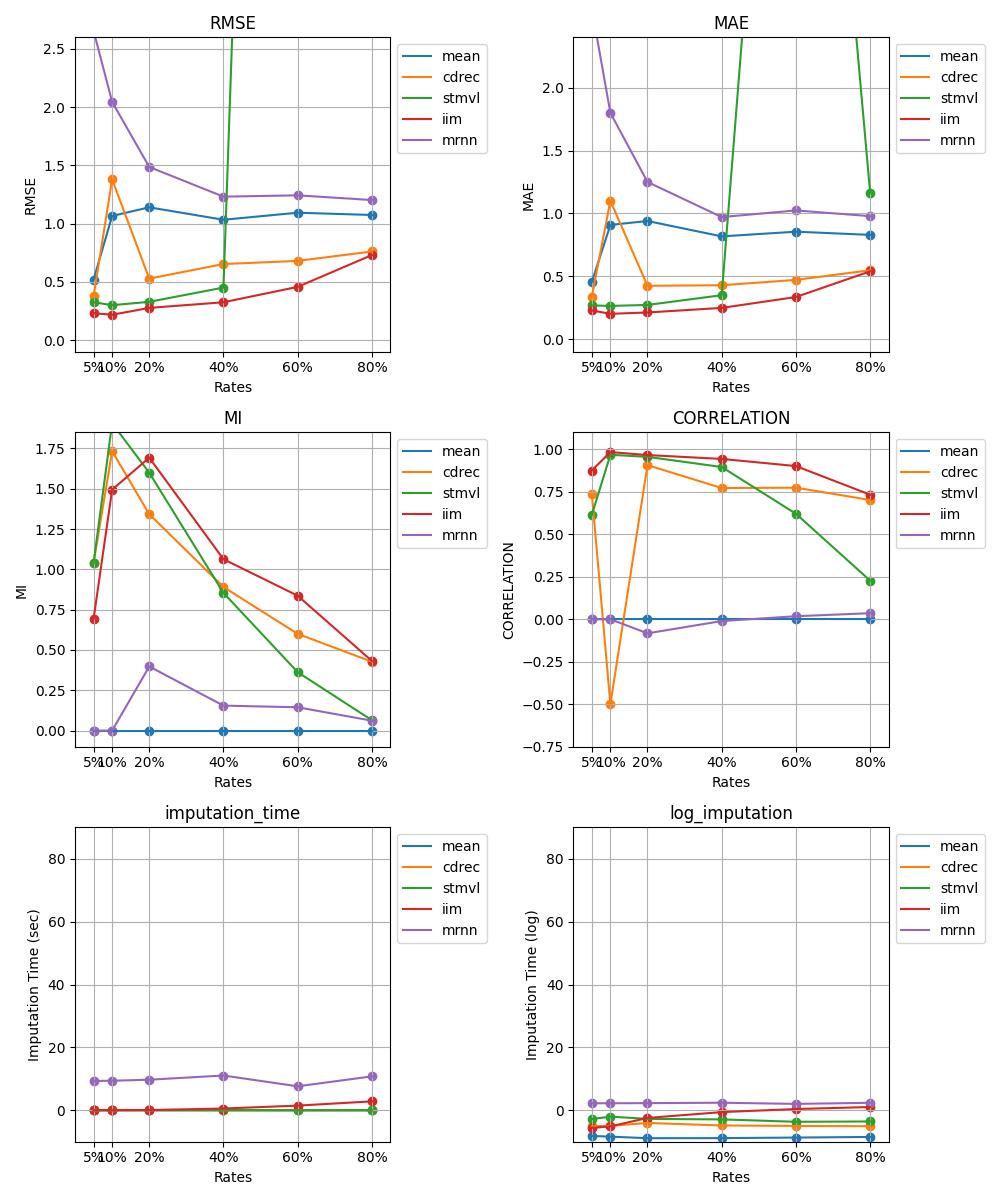 RMSE
RMSE
2.5
2.0
1.5
1.0
0.5
0.0
5%
10%
20%
40%
60%
80%
Rates
mean
cdrec
stmvl
iim
mrnn
MAE
MAE
2.0
1.5
1.0
0.5
0.0
5%
10%
20%
40%
60%
80%
Rates
mean
cdrec
stmvl
iim
mrnn
MI
MI
1.75
1.50
1.25
1.00
0.75
0.50
0.25
0.00
5%
10%
20%
40%
60%
80%
Rates
mean
cdrec
stmvl
iim
mrnn
CORRELATION
CORRELATION
1.00
0.75
0.50
0.25
0.00
−0.25
−0.50
−0.75
5%
10%
20%
40%
60%
80%
Rates
mean
cdrec
stmvl
iim
mrnn
imputation_time
Imputation Time (sec)
80
60
40
20
0
5%
10%
20%
40%
60%
80%
Rates
mean
cdrec
stmvl
iim
mrnn
log_imputation
Imputation Time (log)
80
60
40
20
0
5%
10%
20%
40%
60%
80%
Rates
mean
cdrec
stmvl
iim
mrnn